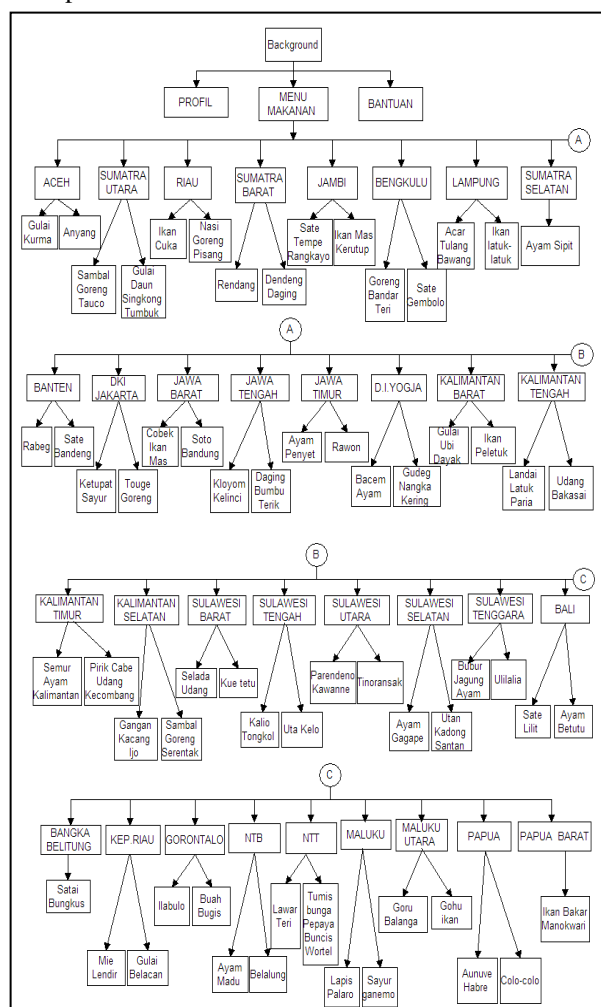 Background
PROFIL
MENU
MAKANAN
BANTUAN
A
ACEH
SUMATRA
UTARA
RIAU
SUMATRA
BARAT
JAMBI
BENGKULU
LAMPUNG
SUMATRA
SELATAN
Gulai
Kurma
Anyang
Ikan
Cuka
Nasi
Goreng
Pisang
Sate
Tempe
Rangkayo
Ikan Mas
Kerutup
Acar
Tulang
Bawang
Ikan
latuk-
latuk
Ayam Sipit
Sambal
Goreng
Tauco
Gulai
Daun
Singkong
Tumbuk
Rendang
Dendeng
Daging
Goreng
Bandar
Teri
Sate
Gembolo
A
B
BANTEN
DKI
JAKARTA
JAWA
BARAT
JAWA
TENGAH
JAWA
TIMUR
D.I.YOGJA
KALIMANTAN
BARAT
KALIMANTAN
TENGAH
Rabeg
Sate
Bandeng
Cobek
Ikan
Mas
Soto
Bandung
Ayam
Penyet
Rawon
Gulai
Ubi
Dayak
Ikan
Peletuk
Ketupat
Sayur
Touge
Goreng
Kloyom
Kelinci
Daging
Bumbu
Terik
Bacem
Ayam
Gudeg
Nangka
Kering
Landai
Latuk
Paria
Udang
Bakasai
B
C
KALIMANTAN
TIMUR
KALIMANTAN
SELATAN
SULAWESI
BARAT
SULAWESI
TENGAH
SULAWESI
UTARA
SULAWESI
SELATAN
SULAWESI
TENGGARA
BALI
Semur
Ayam
Kalimantan
Pirik Cabe
Udang
Kecombang
Selada
Udang
Kue tetu
Parendeno
Kawanne
Tinoransak
Bubur
Jagung
Ayam
Ulilalia
Gangan
Kacang
Ijo
Sambal
Goreng
Serentak
Kalio
Tongkol
Uta Kelo
Ayam
Gagape
Utan
Kadong
Santan
Sate
Lilit
Ayam
Betutu
C
BANGKA
BELITUNG
KEP.RIAU
GORONTALO
NTB
NTT
MALUKU
MALUKU
UTARA
PAPUA
PAPUA BARAT
Satai
Bungkus
Ilabulo
Buah
Bugis
Lawar
Teri
Tumis
bunga
Pepaya
Buncis
Wortel
Goru
Balanga
Gohu
ikan
Ikan Bakar
Manokwari
Mie
Lendir
Gulai
Belacan
Ayam
Madu
Belalung
Lapis
Palaro
Sayur
ganemo
Aunuve
Habre
Colo-colo